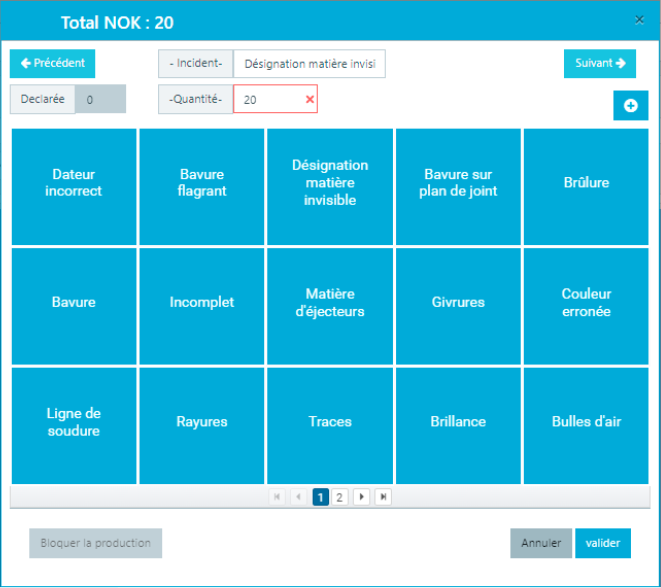 Total NOK : 20
×
Précédent
- Incident-
Désignation matière invisi
Suivant
Declarée
0
-Quantité-
20
Dateur
incorrect
Bavure
flagrant
Désignation
matière
invisible
Bavure sur
plan de joint
Brûlure
Bavure
Incomplet
Matière
d'éjecteurs
Givrures
Couleur
erronée
Ligne de
soudure
Rayures
Traces
Brillance
Bulles d'air
1
2
Bloquer la production
Annuler
valider